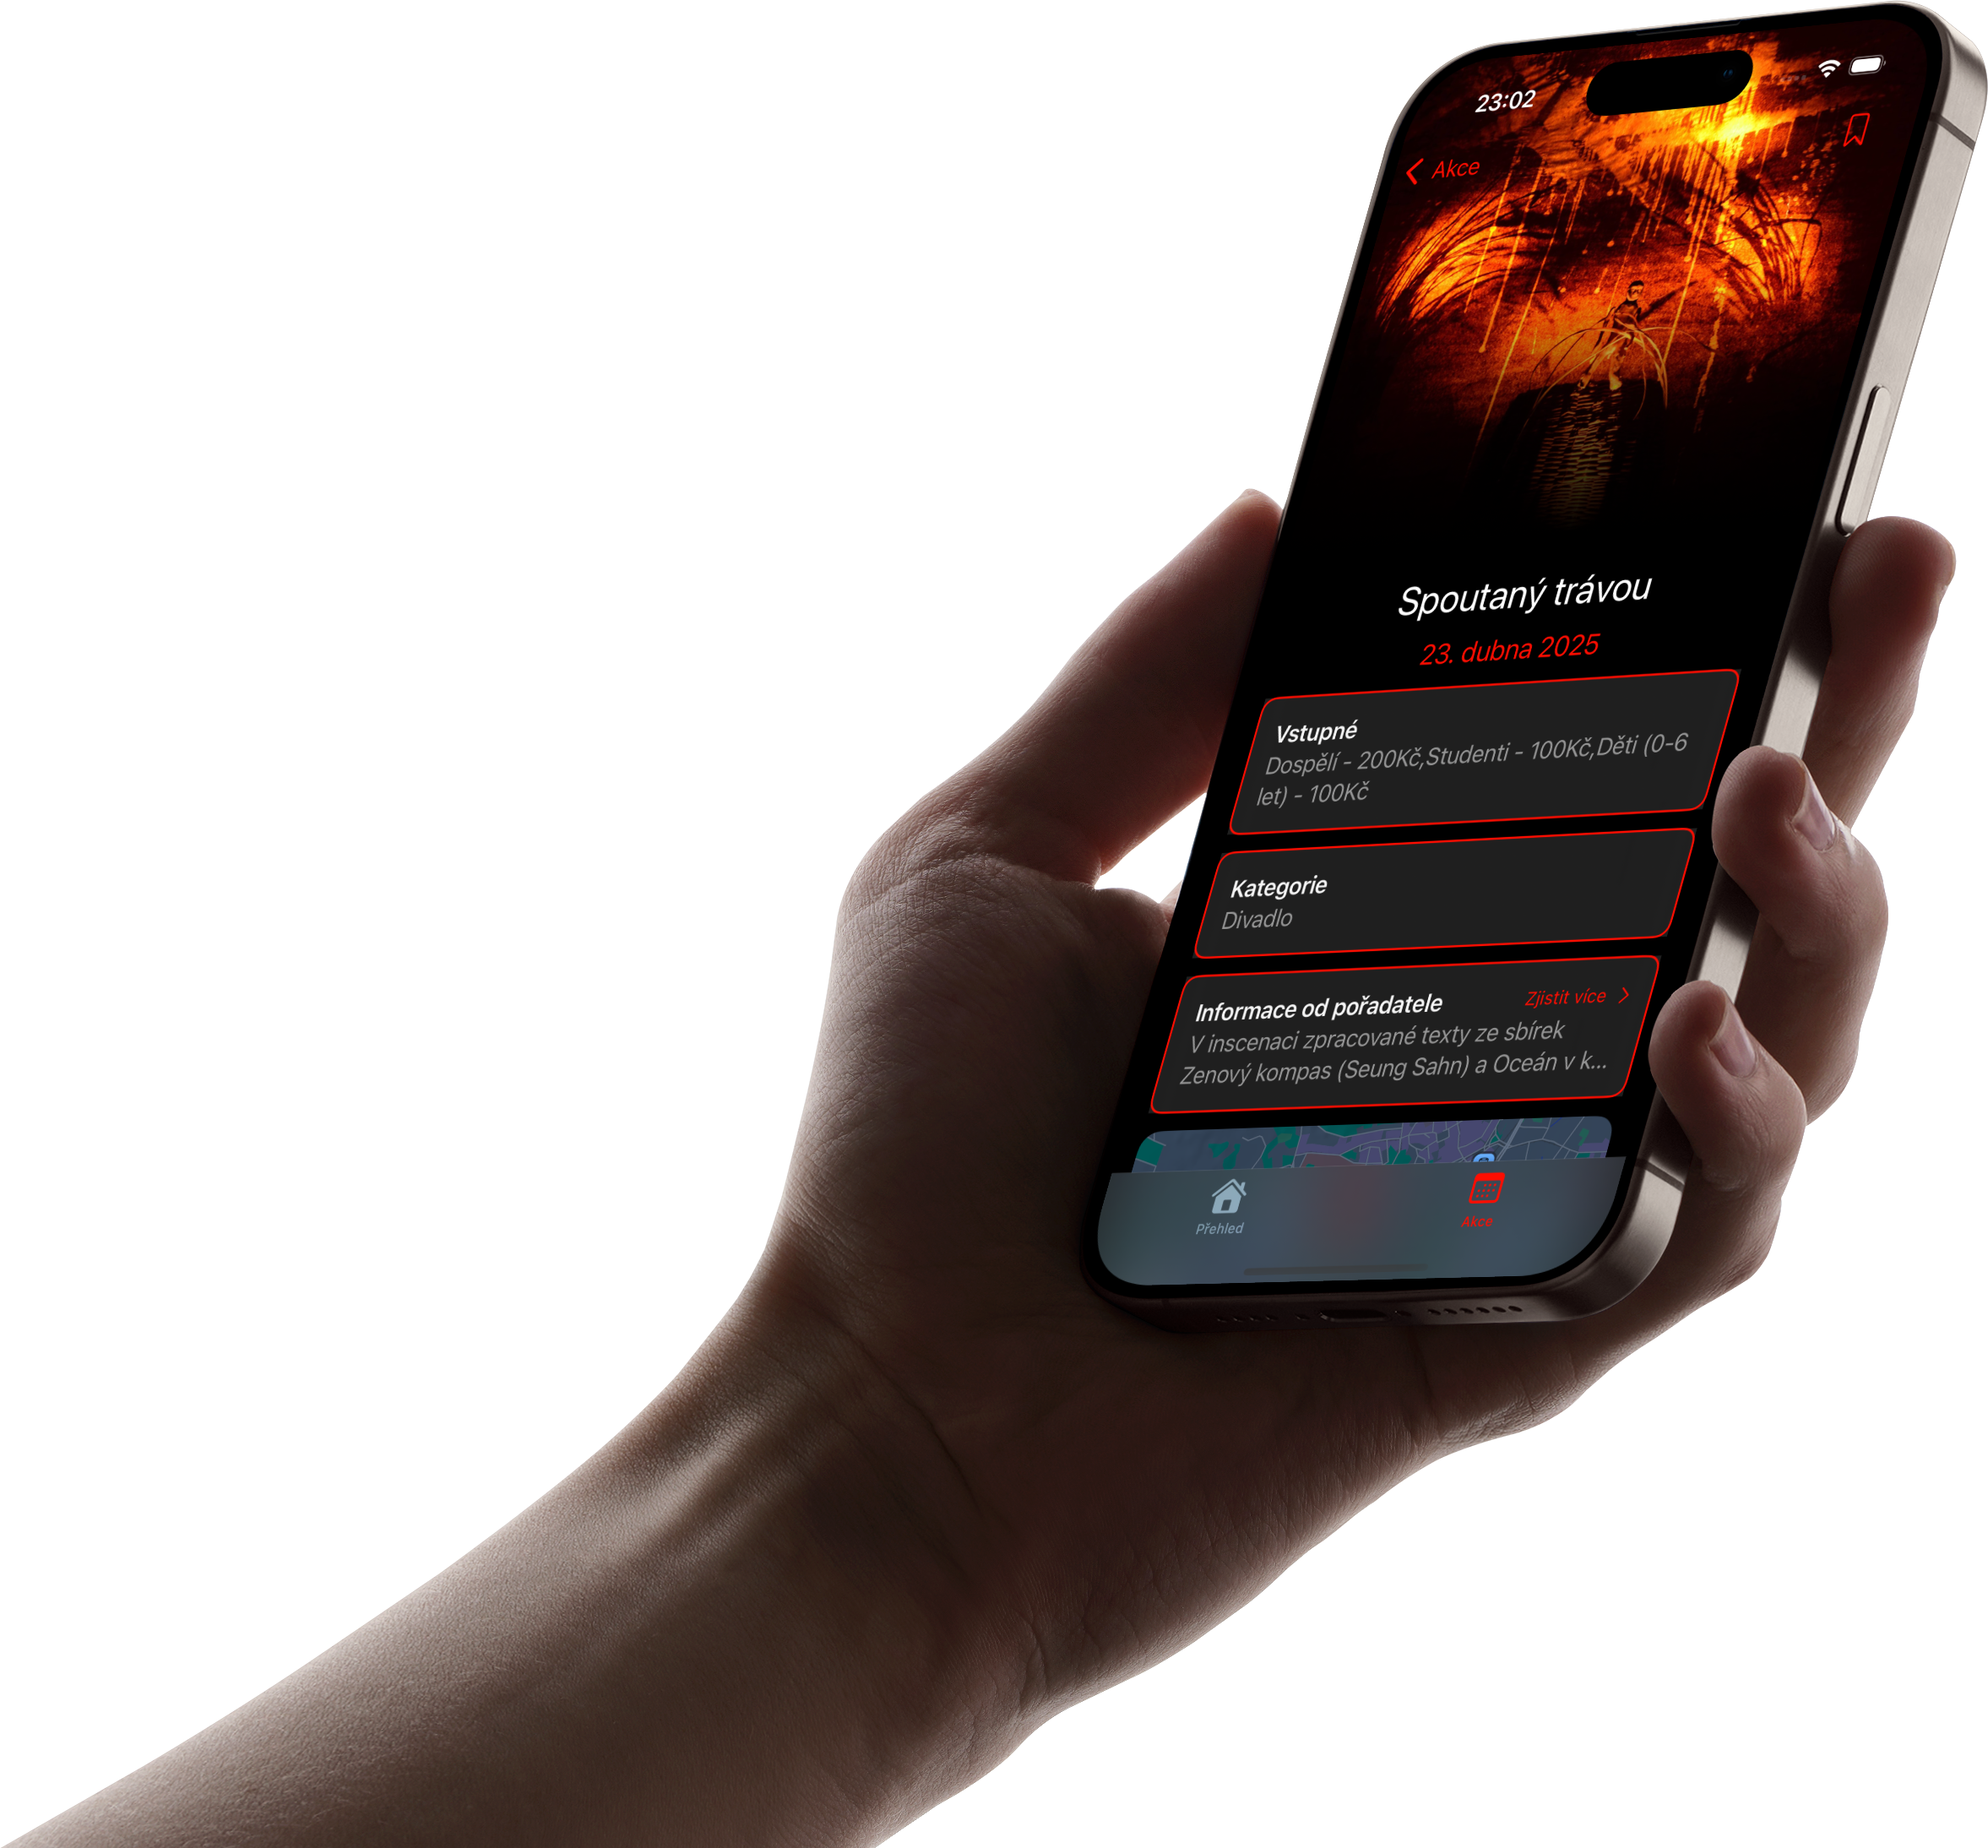 23:02
Akce
Spoutaný trávou
23. dubna 2025
Vstupné
Dospělí - 200Kč,Studenti - 100Kč,Děti (0-6
let) - 100Kč
Kategorie
Divadlo
Informace od pořadatele
Zjistit více
V inscenaci zpracované texty ze sbírek
Zenový kompas (Seung Sahn) a Oceán v k...
Přehled
Akce